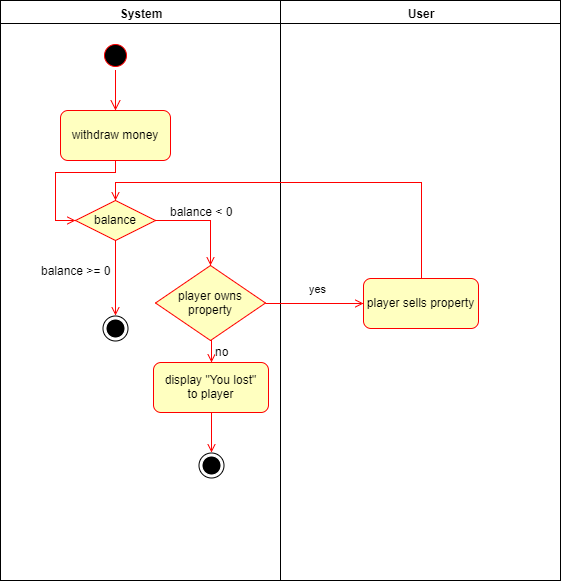 System
User
withdraw money
balance
balance < 0
balance >= 0
player owns
property
yes
player sells property
no
display "You lost"
to player